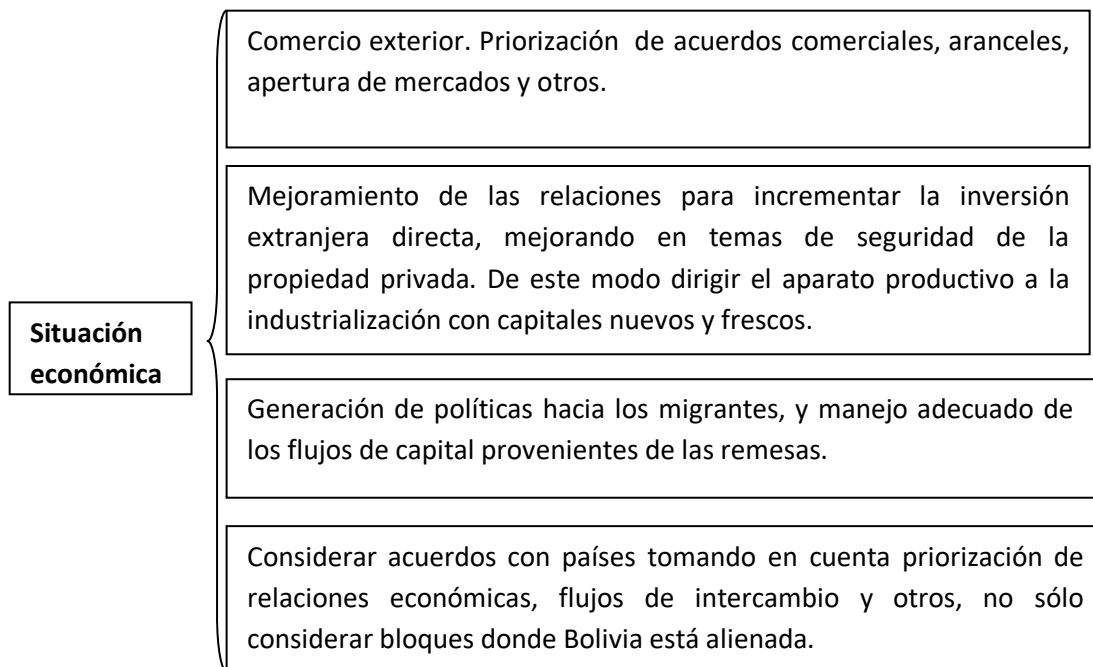 Comercio exterior. Priorización de acuerdos comerciales, aranceles,
apertura de mercados y otros.
Mejoramiento de las relaciones para incrementar la inversión
extranjera directa, mejorando en temas de seguridad de la
propiedad privada. De este modo dirigir el aparato productivo a la
industrialización con capitales nuevos y frescos.
Situación
económica
Generación de políticas hacia los migrantes, y manejo adecuado de
los flujos de capital provenientes de las remesas.
Considerar acuerdos con países tomando en cuenta priorización de
relaciones económicas, flujos de intercambio y otros, no sólo
considerar bloques donde Bolivia está alienada.